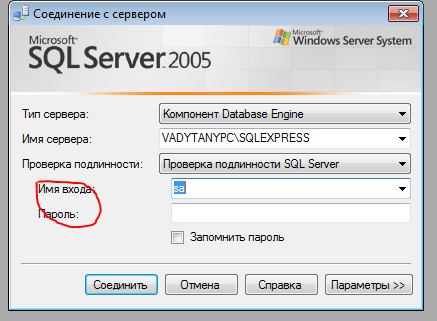 Соединение с сервером
Microsoft
SQL Server 2005
Microsoft
Windows Server System
Тип сервера:
Компонент Database Engine
Имя сервера:
VADYTANYPC\SQLEXPRESS
Проверка подлинности:
Проверка подлинности SQL Server
Имя входа:
sa
Пароль:
Запомнить пароль
Соединить
Отмена
Справка
Параметры >>